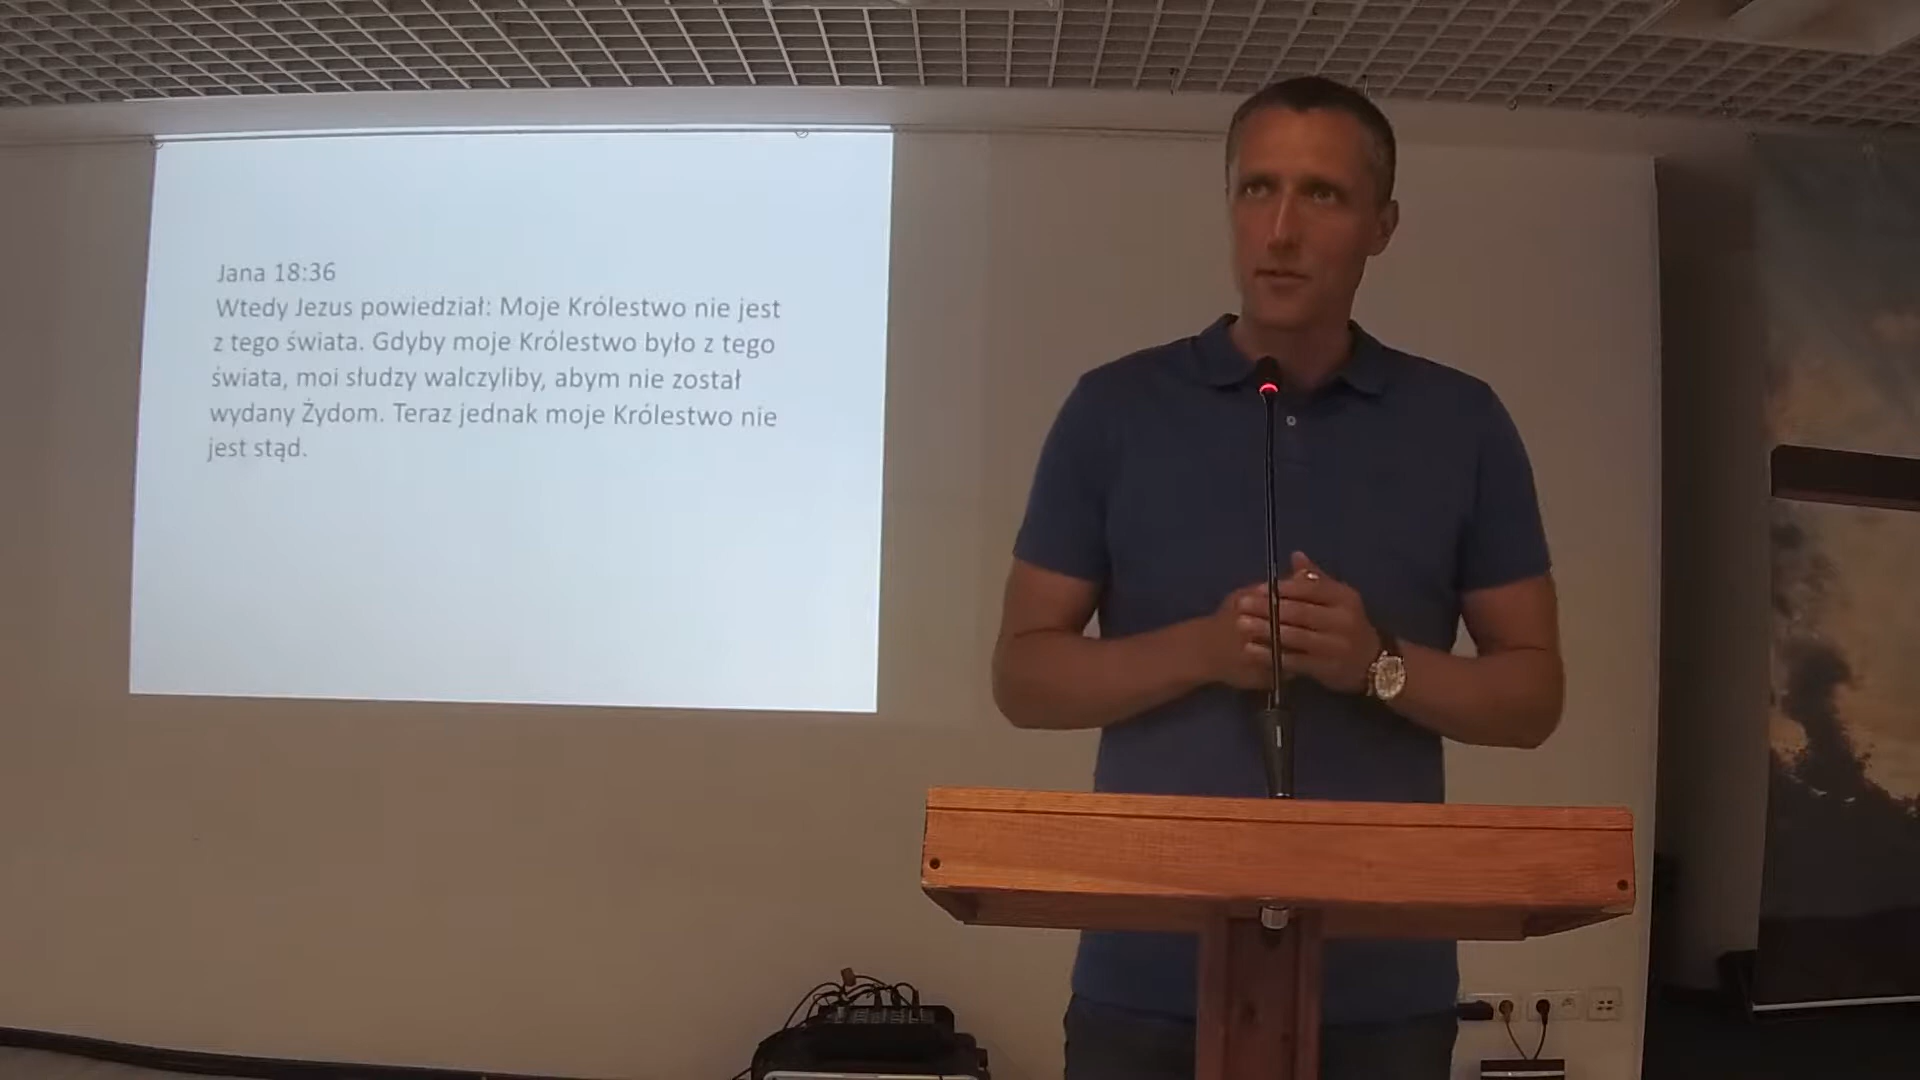 Jana 18:36
Wtedy Jezus powiedział: Moje Królestwo nie jest
z tego świata. Gdyby moje Królestwo było z tego
świata, moi słudzy walczyliby, abym nie został
wydany Żydom. Teraz jednak moje Królestwo nie
jest stąd.